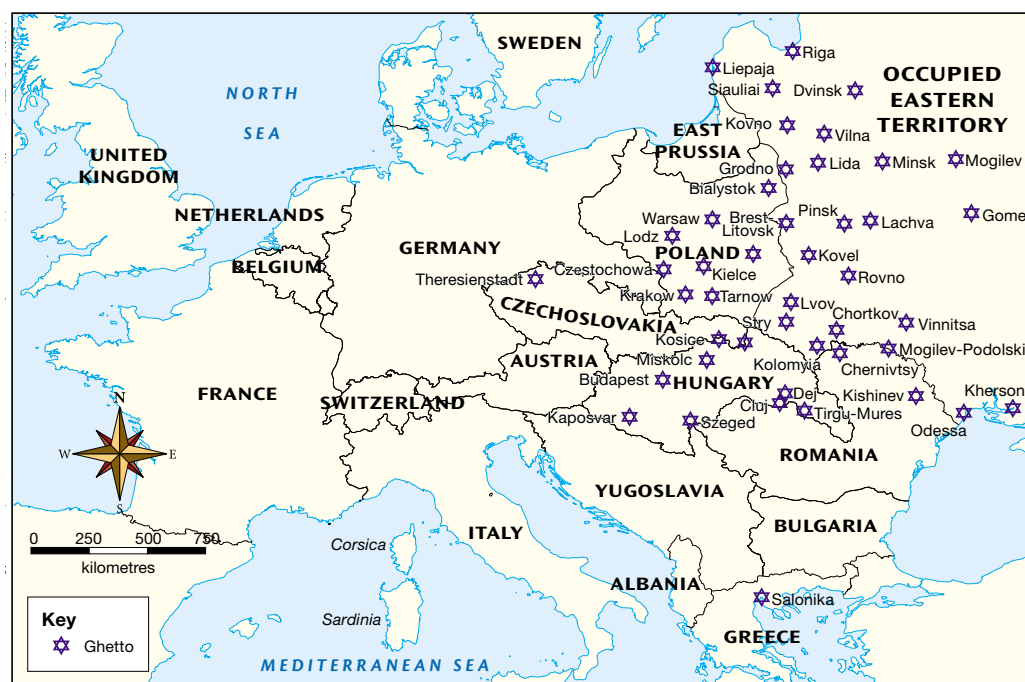 SWEDEN
Riga
Liepaja
OCCUPIED
EASTERN
TERRITORY
Siauliai
Dvinsk
NORTH
SEA
Kovno
EAST
PRUSSIA
Vilna
UNITED
KINGDOM
Grodno
Lida
Minsk
Mogilev
Bialystok
NETHERLANDS
Warsaw
Brest-
Litovsk
Pinsk
Lachva
Gome
Lodz
GERMANY
POLAND
Kovel
BELGIUM
Theresienstadt
Czestochowa
Kielce
Rovno
Krakow
Tarnow
Lvov
CZECHOSLOVAKIA
Stry
Chortkov
Vinnitsa
Kosice
Mogilev-Podolski
AUSTRIA
Miskolc
Kolomyia
Chernivtsy
Budapest
HUNGARY
Dej
Kishinev
Kherson
FRANCE
SWITZERLAND
Cluj
Tirgu-Mures
Kaposvar
Szeged
Odessa
N
W
E
S
ROMANIA
YUGOSLAVIA
BULGARIA
ITALY
0 250 500 750
kilometres
Corsica
ALBANIA
Salonika
Sardinia
Key
Ghetto
GREECE
MEDITERRANEAN SEA